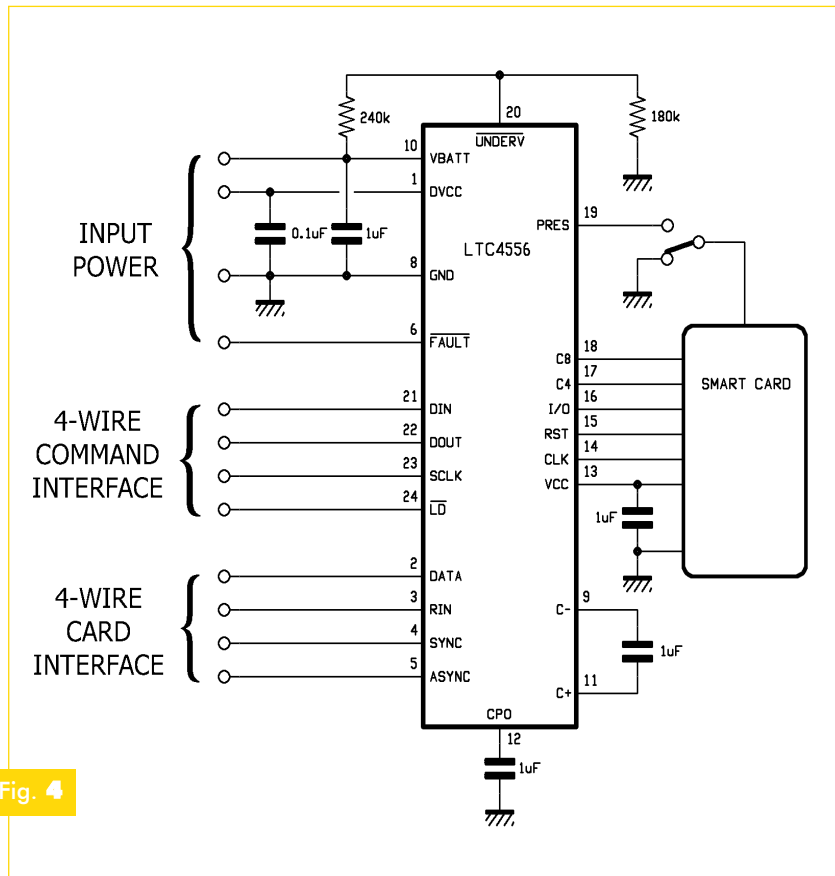 240k
20
180k
UNDERV
10
VBATT
1
DVCC
19
PRES
INPUT
POWER
0.1uF
1uF
LTC4556
8
GND
6
FAULT
18
C8
17
C4
SMART CARD
16
I/O
15
RST
14
CLK
13
VCC
1uF
4-WIRE
COMMAND
INTERFACE
21
DIN
22
DOUT
23
SCLK
24
LD
4-WIRE
CARD
INTERFACE
2
DATA
3
RIN
4
SYNC
5
ASYNC
9
C-
1uF
11
C+
CPO
12
1uF
Fig. 4